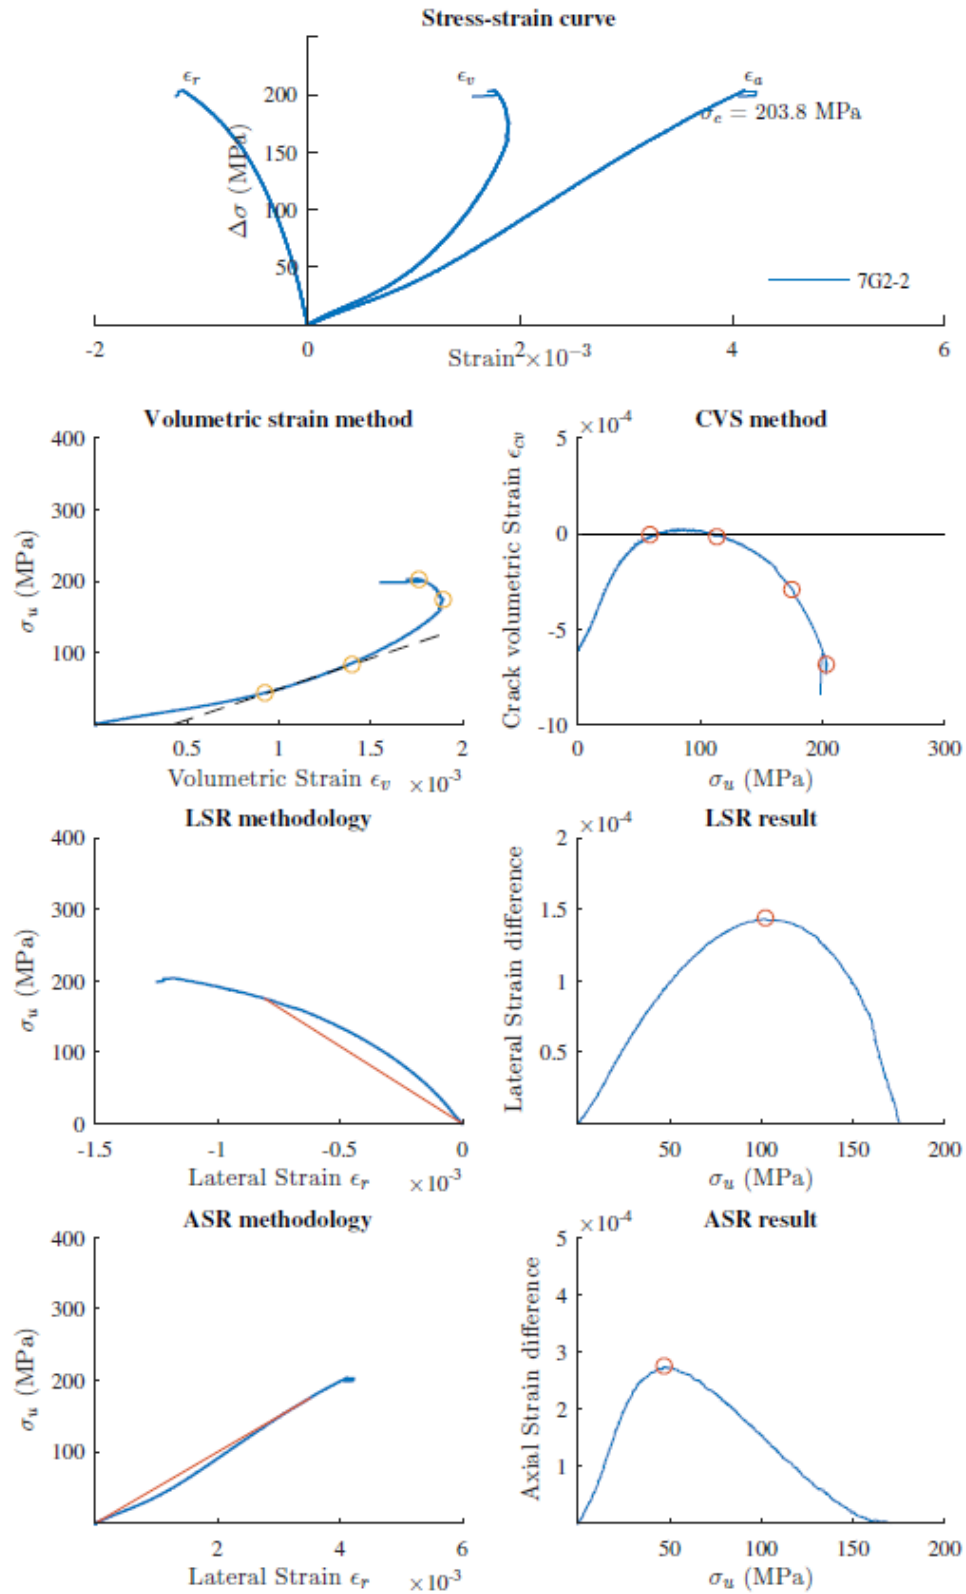 Stress-strain curve
ϵr ϵv ϵa
σc = 203.8 MPa
Δσ (MPa)
200
150
100
50
7G2-2
-2 0 2 4 6
Strain ×10⁻³
Volumetric strain method
400
300
200
100
σu (MPa)
0.5 1 1.5 2
Volumetric Strain ϵv ×10⁻³
CVS method
×10⁻⁴
5
0
-5
-10
Crack volumetric Strain ϵcv
0 100 200 300
σu (MPa)
LSR methodology
400
300
200
100
0
σu (MPa)
-1.5 -1 -0.5 0
Lateral Strain ϵr ×10⁻³
LSR result
×10⁻⁴
2
1.5
1
0.5
Lateral Strain difference
50 100 150 200
σu (MPa)
ASR methodology
400
300
200
100
σu (MPa)
0 2 4 6
Lateral Strain ϵr ×10⁻³
ASR result
×10⁻⁴
5
4
3
2
1
Axial Strain difference
0 50 100 150 200
σu (MPa)